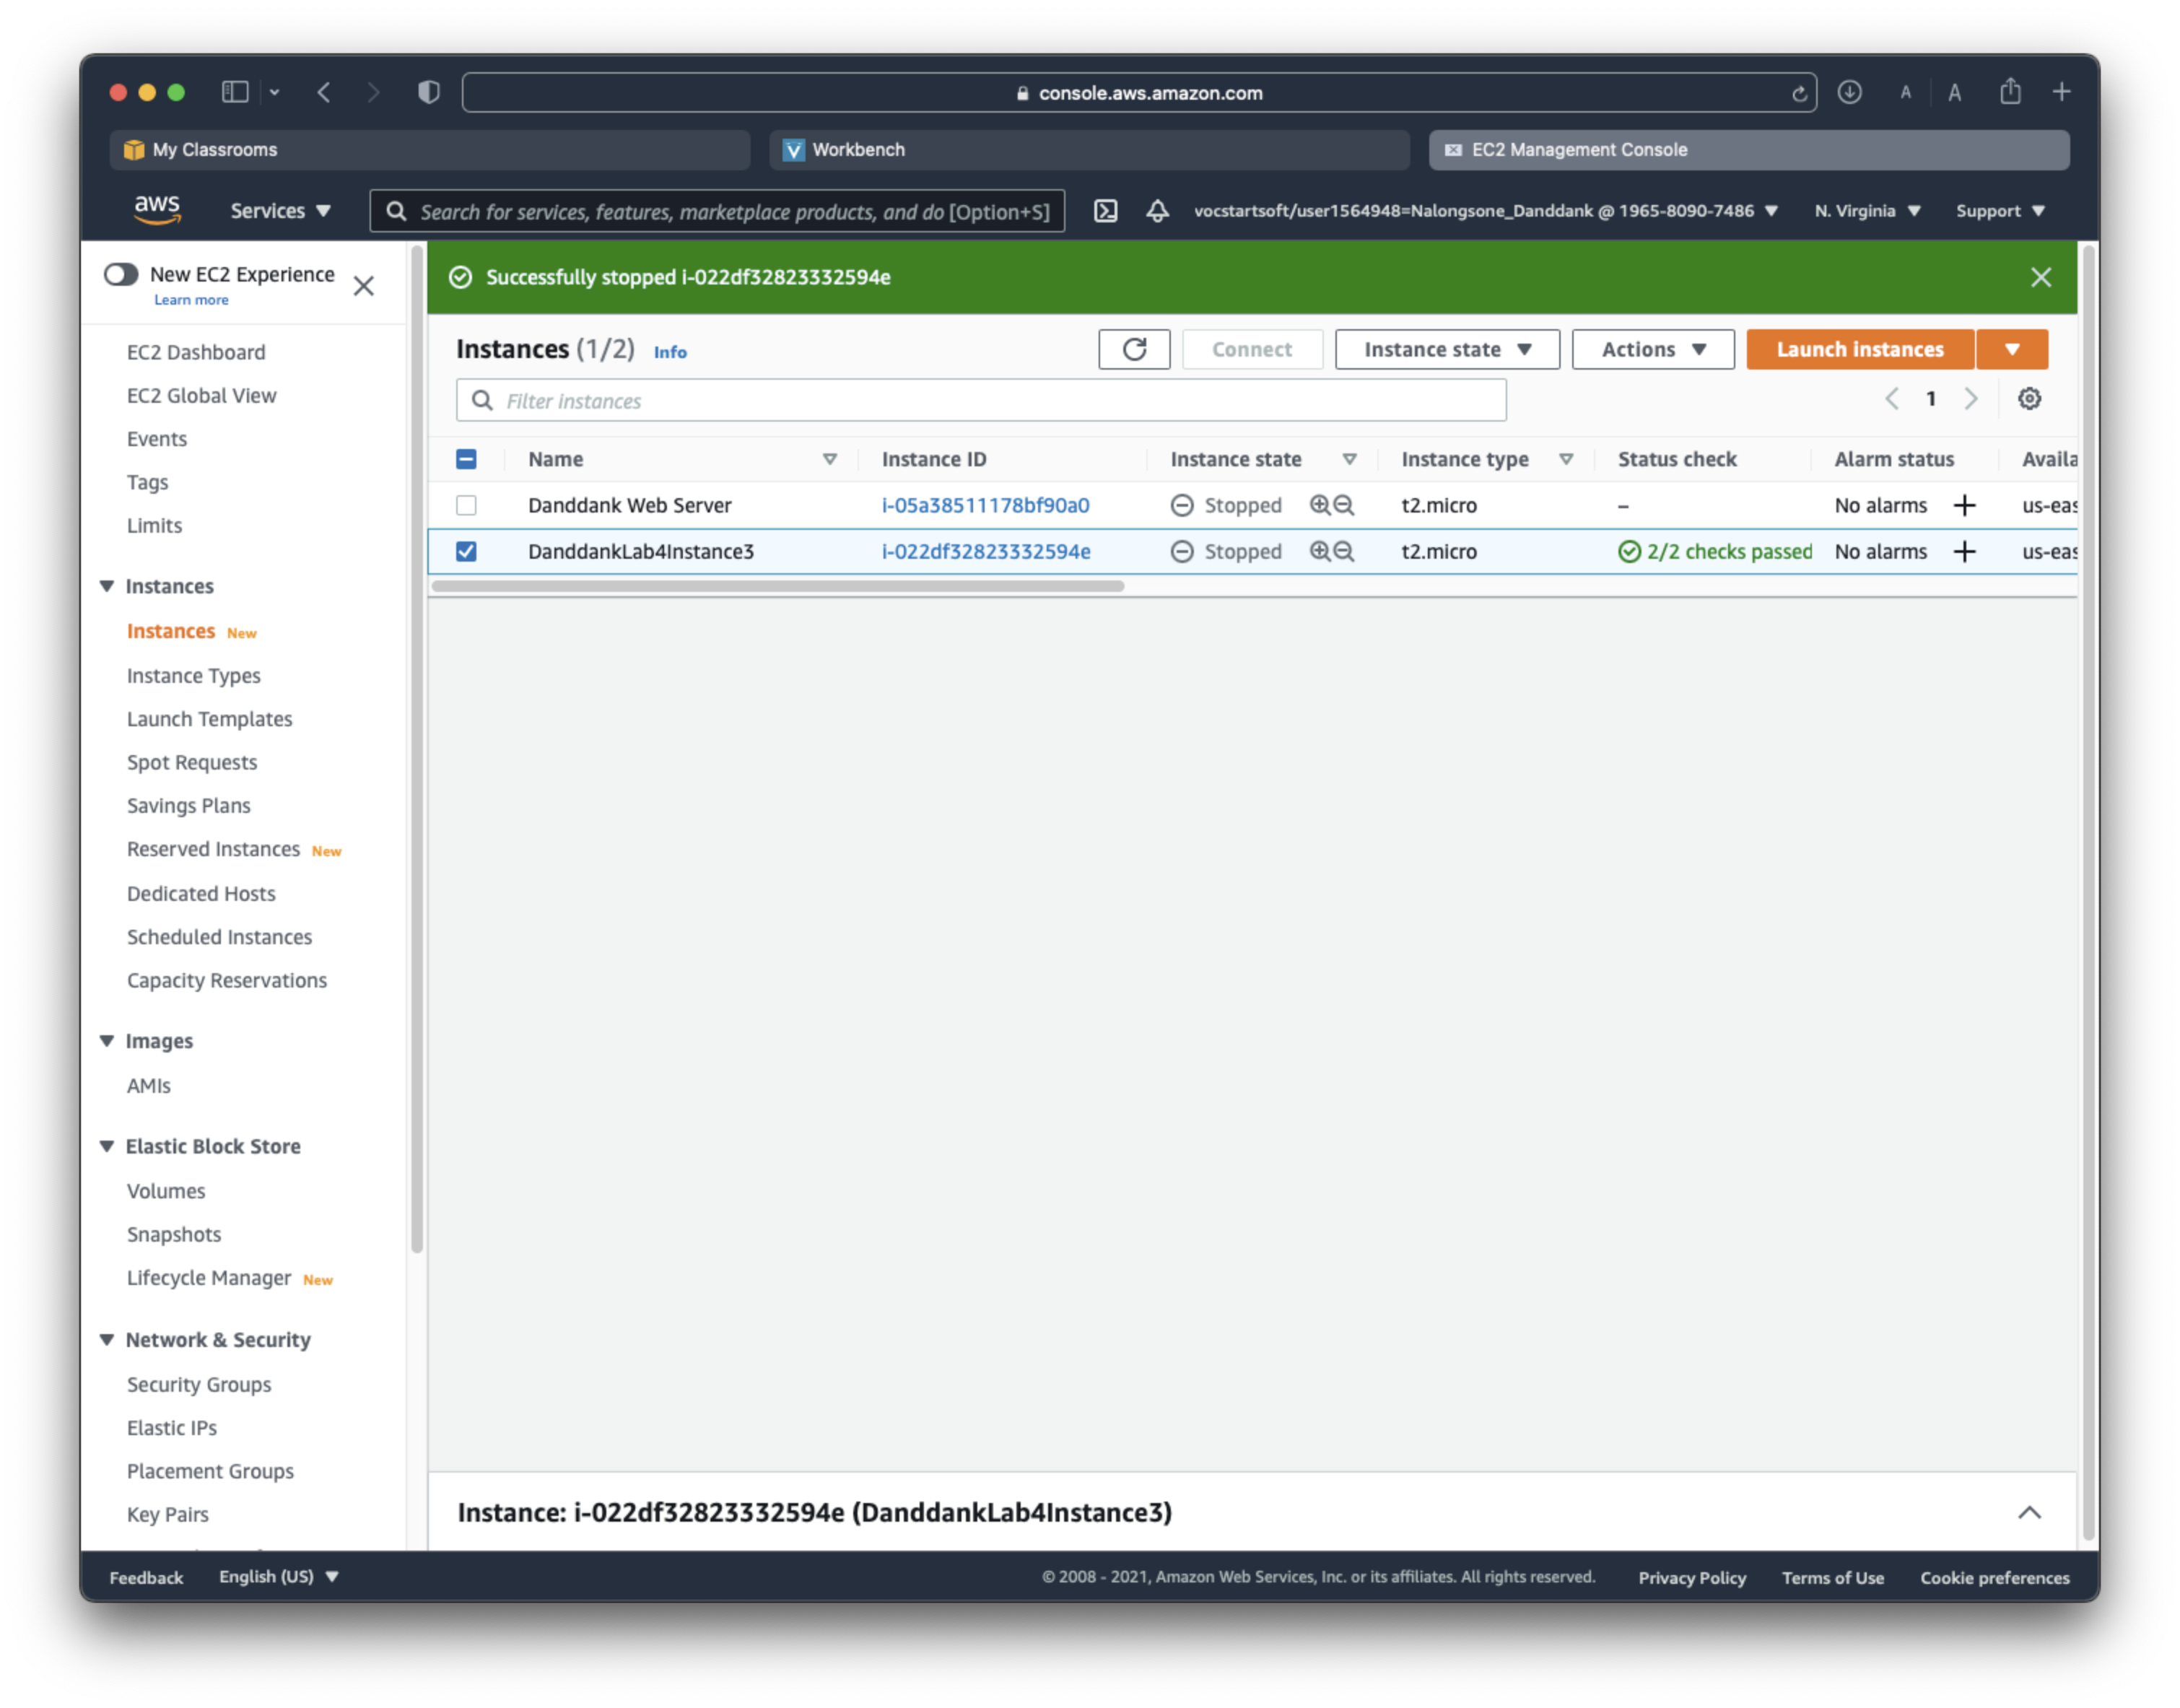 console.aws.amazon.com
A A
My Classrooms
Workbench
EC2 Management Console
aws
Services
Search for services, features, marketplace products, and do [Option+S]
vocstartsoft/user1564948=Nalongsone_Danddank @ 1965-8090-7486
N. Virginia
Support
New EC2 Experience
Learn more
EC2 Dashboard
EC2 Global View
Events
Tags
Limits
Instances
Instances New
Instance Types
Launch Templates
Spot Requests
Savings Plans
Reserved Instances New
Dedicated Hosts
Scheduled Instances
Capacity Reservations
Images
AMIs
Elastic Block Store
Volumes
Snapshots
Lifecycle Manager New
Network & Security
Security Groups
Elastic IPs
Placement Groups
Key Pairs
Successfully stopped i-022df32823332594e
Instances (1/2) Info
Connect
Instance state
Actions
Launch instances
Filter instances
1
Name Instance ID Instance state Instance type Status check Alarm status Availa
Danddank Web Server i-05a38511178bf90a0 Stopped t2.micro – No alarms us-eas
DanddankLab4Instance3 i-022df32823332594e Stopped t2.micro 2/2 checks passed No alarms us-eas
Instance: i-022df32823332594e (DanddankLab4Instance3)
Feedback
English (US)
© 2008 - 2021, Amazon Web Services, Inc. or its affiliates. All rights reserved.
Privacy Policy
Terms of Use
Cookie preferences